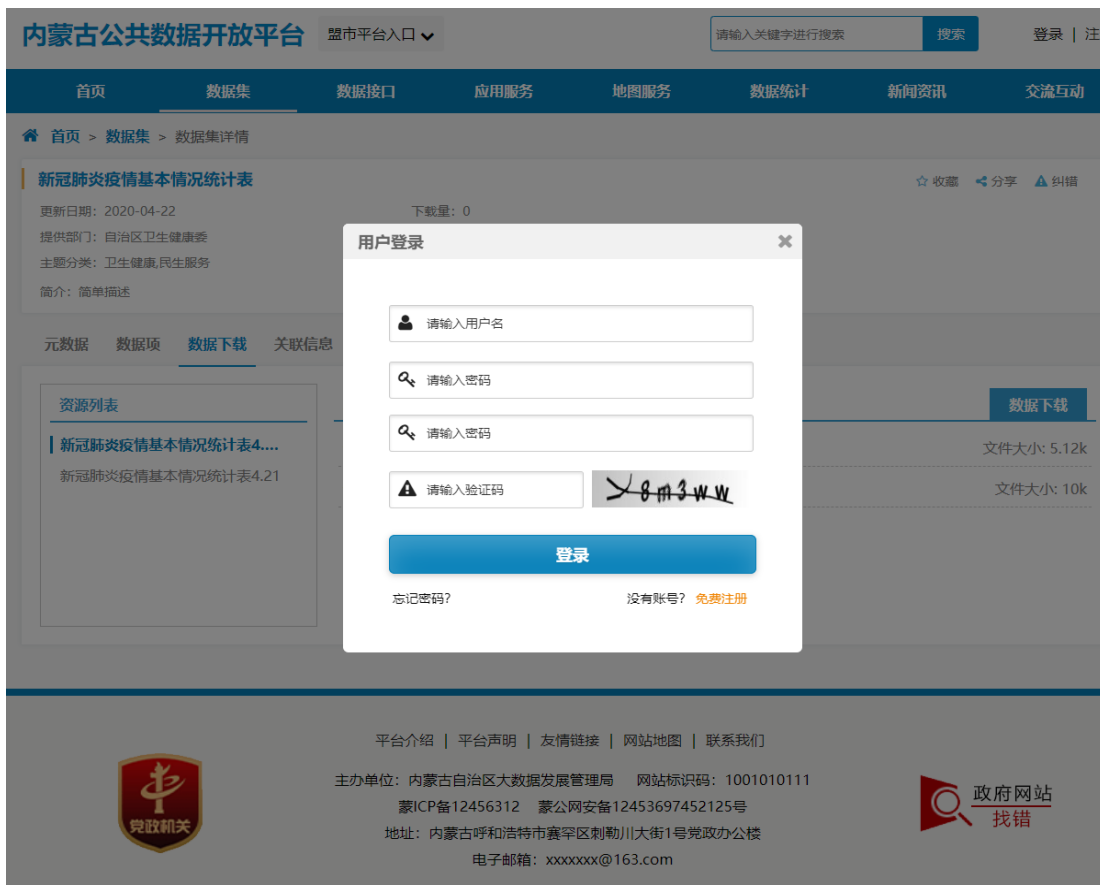 内蒙古公共数据开放平台 盟市平台入口 请输入关键字进行搜索 搜索 登录 | 注
首页 数据集 数据接口 应用服务 地图服务 数据统计 新闻资讯 交流互动
首页 > 数据集 > 数据集详情
新冠肺炎疫情基本情况统计表 收藏 分享 纠错
更新日期：2020-04-22 下载量：0
提供部门：自治区卫生健康委
主题分类：卫生健康,民生服务
简介：简单描述
元数据 数据项 数据下载 关联信息
资源列表 数据下载
新冠肺炎疫情基本情况统计表4.... 文件大小: 5.12k
新冠肺炎疫情基本情况统计表4.21 文件大小: 10k
用户登录
请输入用户名
请输入密码
请输入密码
请输入验证码 Y8m3ww
登录
忘记密码? 没有账号? 免费注册
平台介绍 | 平台声明 | 友情链接 | 网站地图 | 联系我们
主办单位：内蒙古自治区大数据发展管理局 网站标识码：1001010111
蒙ICP备12456312 蒙公网安备12453697452125号
地址：内蒙古呼和浩特市赛罕区刺勒川大街1号党政办公楼
电子邮箱：xxxxxxx@163.com
党政机关
政府网站
找错